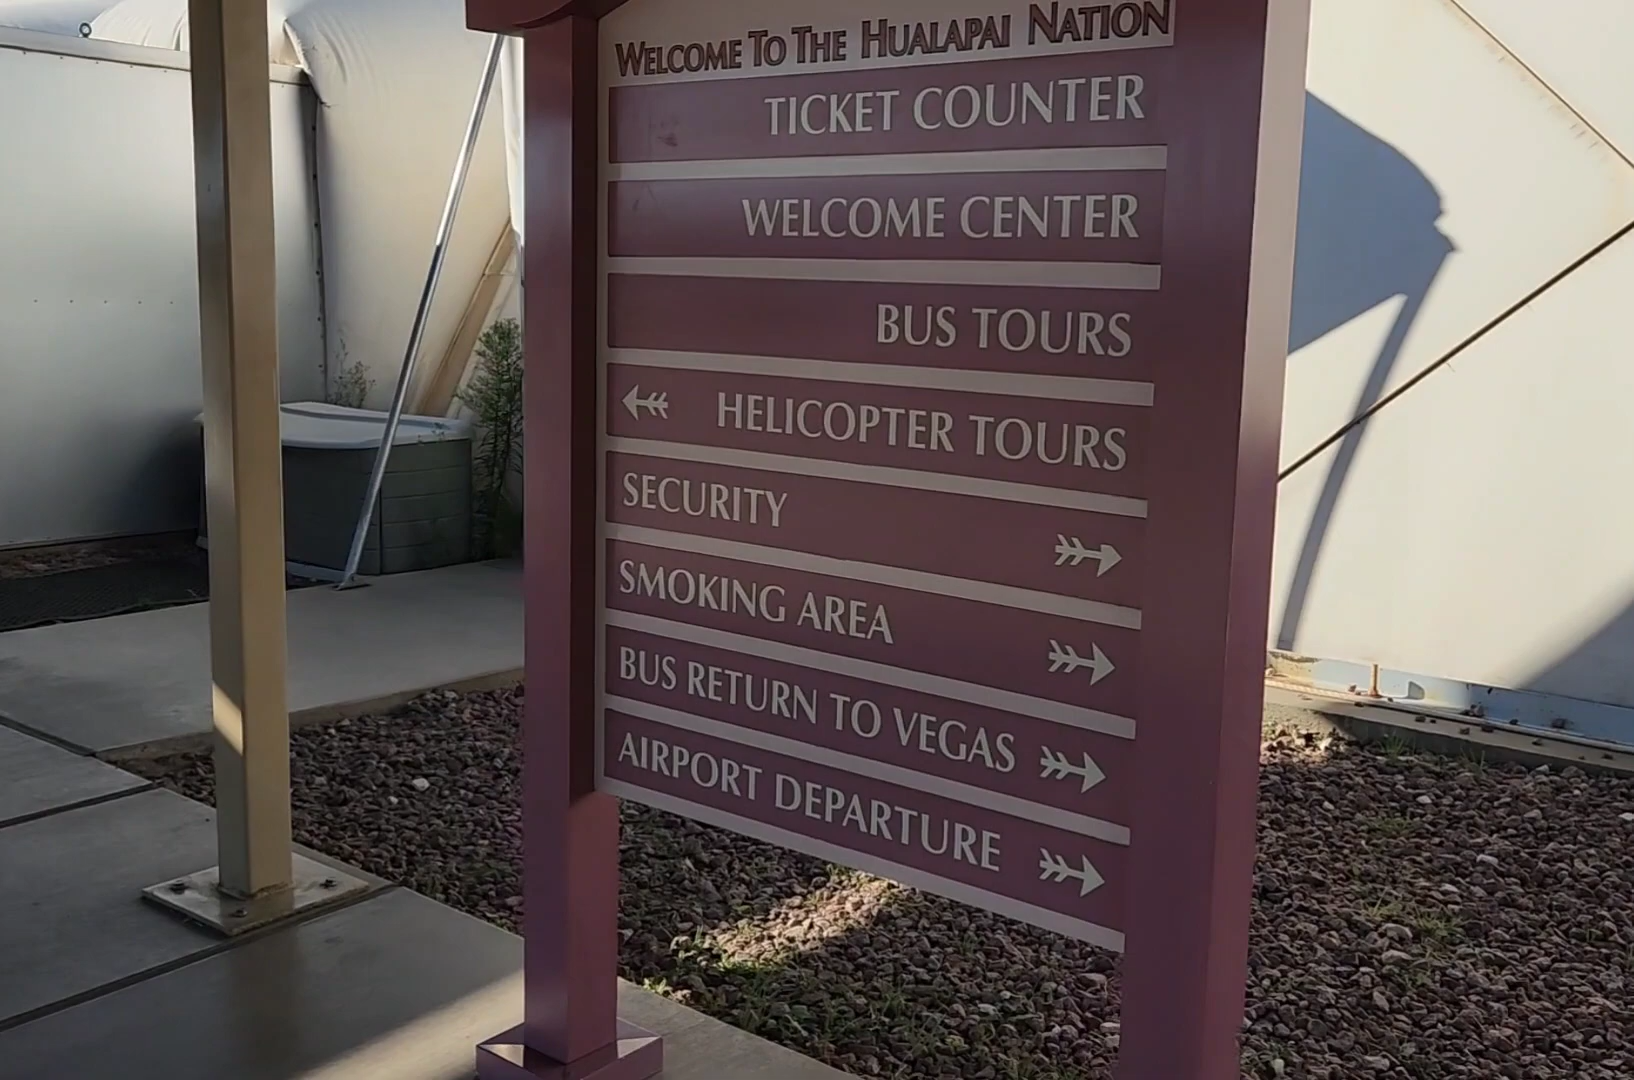 WELCOME TO THE HUALAPAI NATION
TICKET COUNTER
WELCOME CENTER
BUS TOURS
HELICOPTER TOURS
SECURITY
SMOKING AREA
BUS RETURN TO VEGAS
AIRPORT DEPARTURE